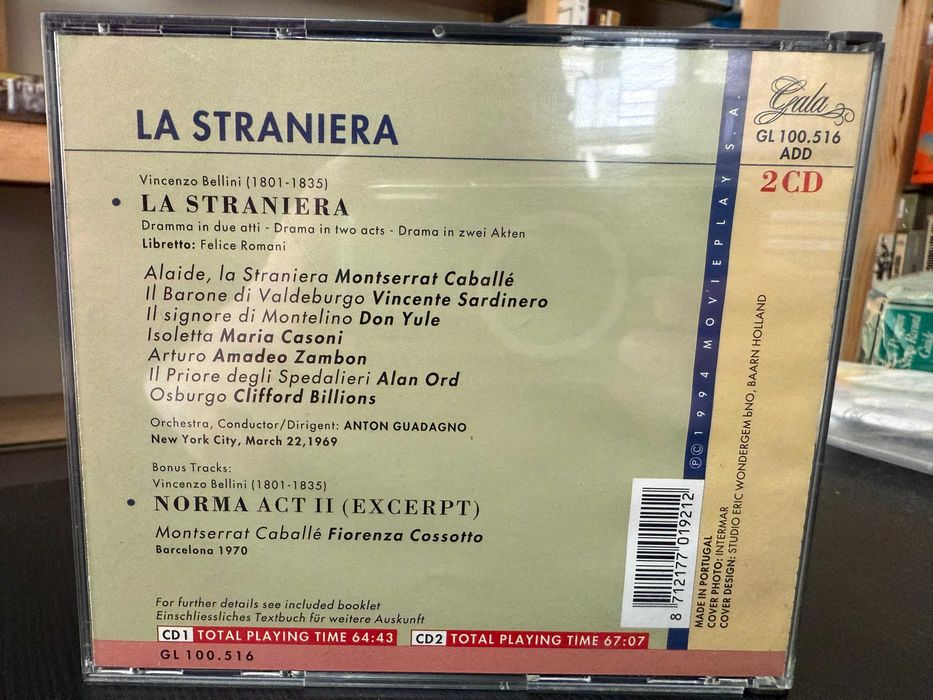 LA STRANIERA
Vincenzo Bellini (1801-1835)
• LA STRANIERA
Dramma in due atti - Drama in two acts - Drama in zwei Akten
Libretto: Felice Romani
Alaide, la Straniera Montserrat Caballé
Il Barone di Valdeburgo Vincente Sardinero
Il signore di Montelino Don Yule
Isoletta Maria Casoni
Arturo Amadeo Zambon
Il Priore degli Spedalieri Alan Ord
Osburgo Clifford Billions
Orchestra, Conductor/Dirigent: ANTON GUADAGNO
New York City, March 22,1969
Bonus Tracks:
Vincenzo Bellini (1801-1835)
• NORMA ACT II (EXCERPT)
Montserrat Caballé Fiorenza Cossotto
Barcelona 1970
For further details see included booklet
Einschliessliches Textbuch für weitere Auskunft
CD1 TOTAL PLAYING TIME 64:43 CD2 TOTAL PLAYING TIME 67:07
GL 100.516
Gala
GL 100.516
ADD
2 CD
℗ © 1994 MOVIEPLAY S.A.
8 712177 019212
MADE IN PORTUGAL
COVER PHOTO: INTERMAR
COVER DESIGN: STUDIO ERIC WONDERGEM bNO, BAARN HOLLAND